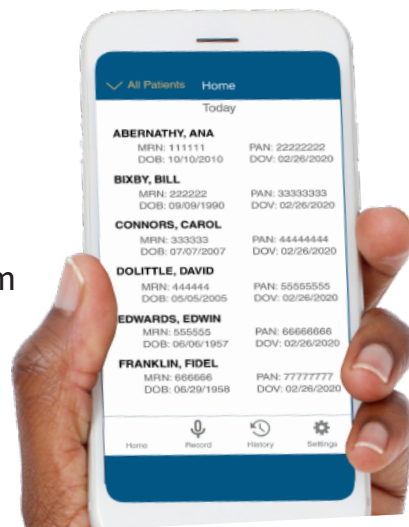 All Patients Home
Today
ABERNATHY, ANA
MRN: 111111 PAN: 22222222
DOB: 10/10/2010 DOV: 02/26/2020
BIXBY, BILL
MRN: 222222 PAN: 33333333
DOB: 09/09/1990 DOV: 02/26/2020
CONNORS, CAROL
MRN: 333333 PAN: 44444444
DOB: 07/07/2007 DOV: 02/26/2020
DOLITTLE, DAVID
m
MRN: 444444 PAN: 55555555
DOB: 05/05/2005 DOV: 02/26/2020
EDWARDS, EDWIN
MRN: 555555 PAN: 66666666
DOB: 06/06/1957 DOV: 02/26/2020
FRANKLIN, FIDEL
MRN: 666666 PAN: 77777777
DOB: 06/29/1958 DOV: 02/26/2020
Home Record History Settings